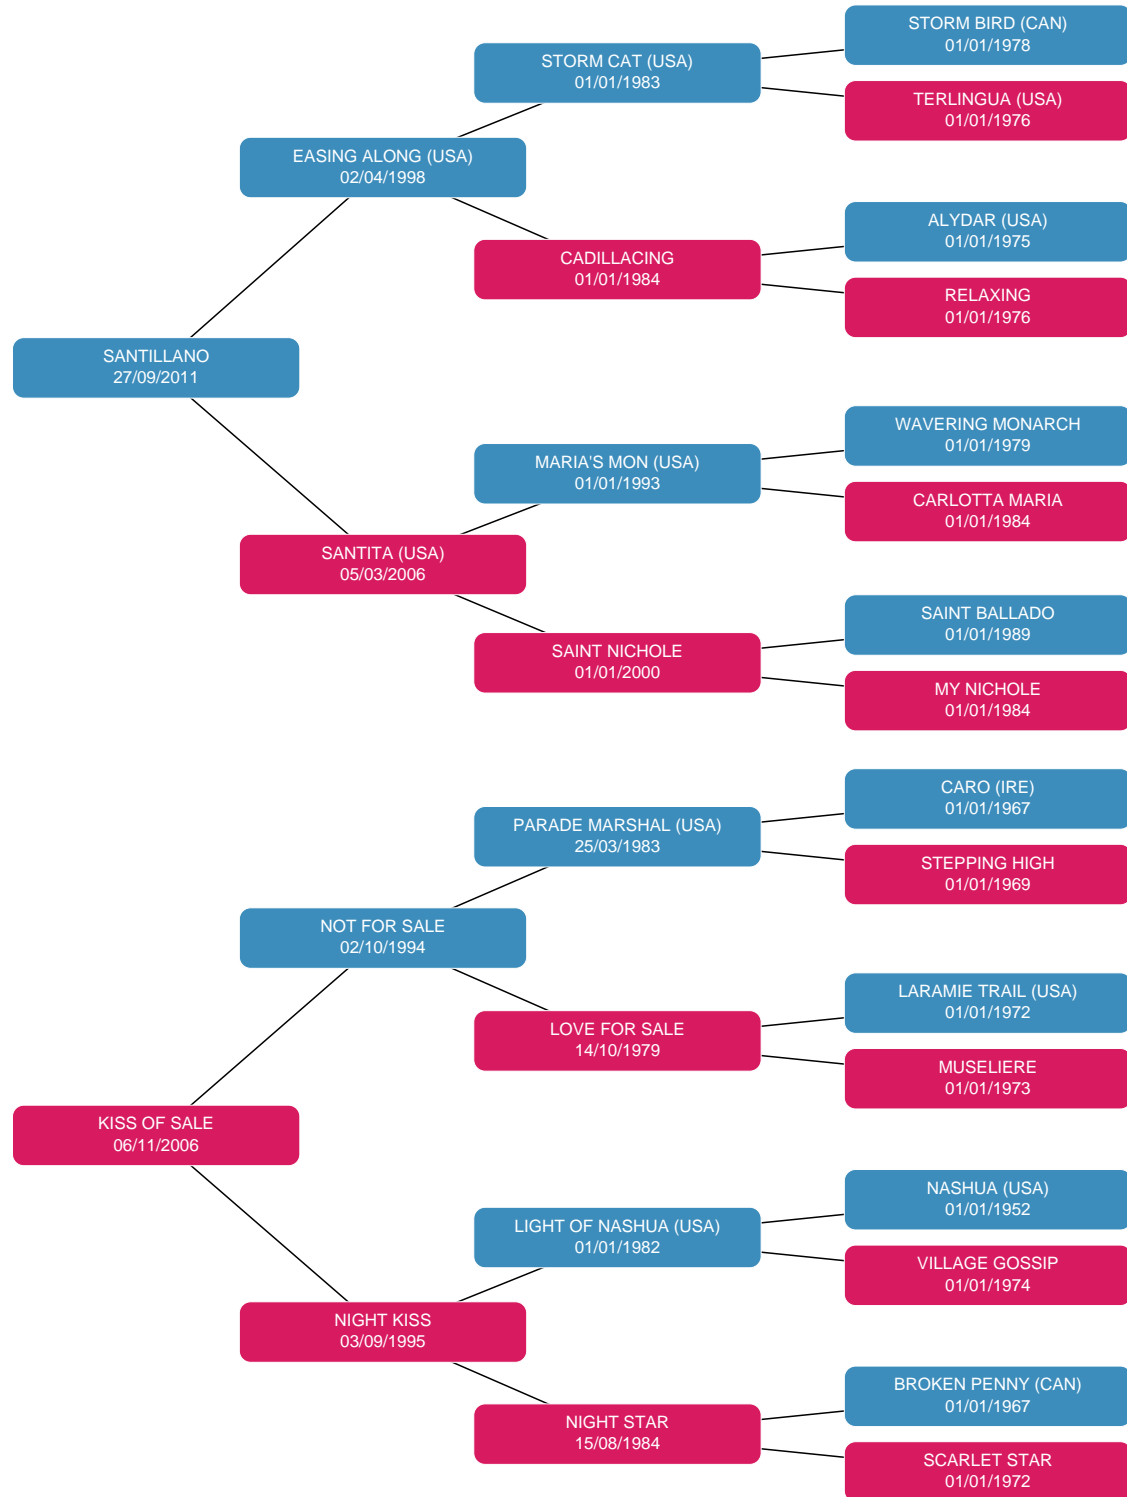 STORM BIRD (CAN)
01/01/1978
STORM CAT (USA)
01/01/1983
TERLINGUA (USA)
01/01/1976
EASING ALONG (USA)
02/04/1998
ALYDAR (USA)
01/01/1975
CADILLACING
01/01/1984
RELAXING
01/01/1976
SANTILLANO
27/09/2011
WAVERING MONARCH
01/01/1979
MARIA'S MON (USA)
01/01/1993
CARLOTTA MARIA
01/01/1984
SANTITA (USA)
05/03/2006
SAINT BALLADO
01/01/1989
SAINT NICHOLE
01/01/2000
MY NICHOLE
01/01/1984
CARO (IRE)
01/01/1967
PARADE MARSHAL (USA)
25/03/1983
STEPPING HIGH
01/01/1969
NOT FOR SALE
02/10/1994
LARAMIE TRAIL (USA)
01/01/1972
LOVE FOR SALE
14/10/1979
MUSELIERE
01/01/1973
KISS OF SALE
06/11/2006
NASHUA (USA)
01/01/1952
LIGHT OF NASHUA (USA)
01/01/1982
VILLAGE GOSSIP
01/01/1974
NIGHT KISS
03/09/1995
BROKEN PENNY (CAN)
01/01/1967
NIGHT STAR
15/08/1984
SCARLET STAR
01/01/1972